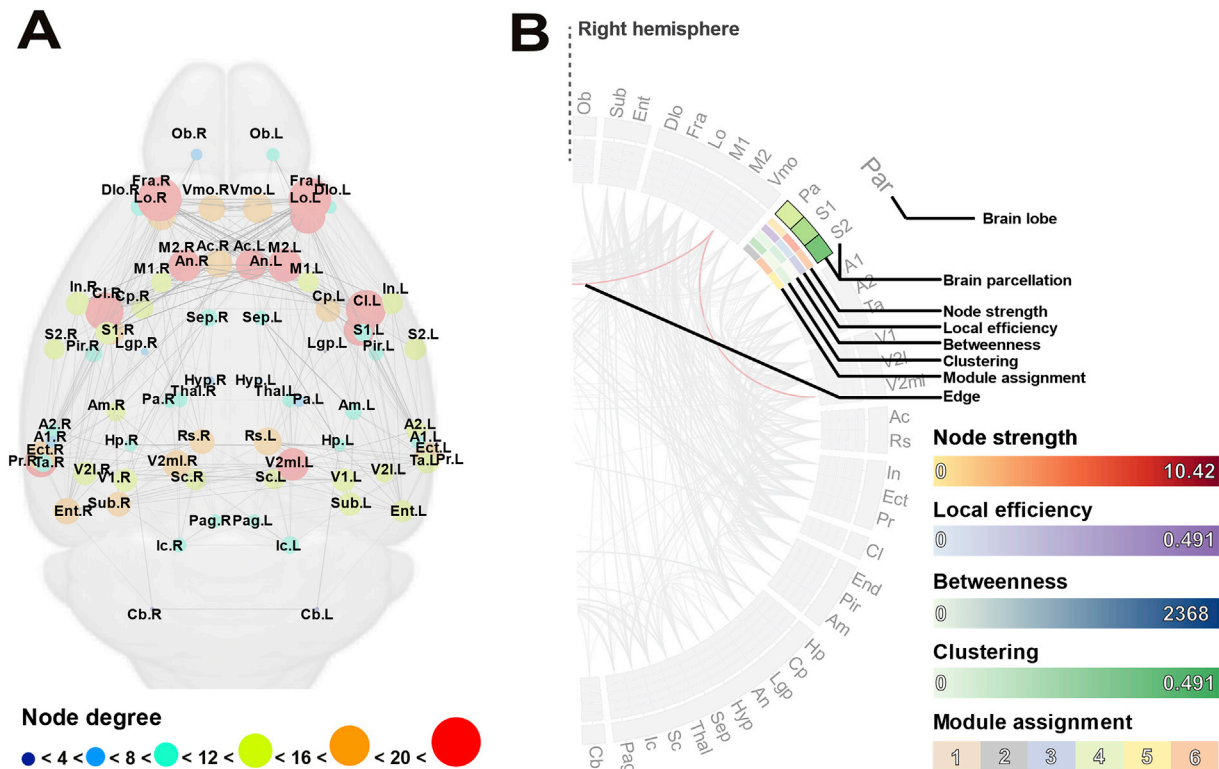 A
B
Right hemisphere
Ob.R
Ob.L
Fra.R
Fra.L
Dlo.R
Lo.R
Vmo.R
Vmo.L
Lo.L
Dlo.L
M2.R
Ac.R
Ac.L
M2.L
An.R
An.L
M1.R
M1.L
In.R
Cl.R
Cp.R
Cp.L
Cl.L
In.L
S2.R
S1.R
Sep.R
Sep.L
S1.L
S2.L
Pir.R
Lgp.R
Lgp.L
Pir.L
Hyp.R
Hyp.L
Pa.R
Thal.R
Thal.L
Pa.L
Am.R
Am.L
A2.R
A1.R
Hp.R
Rs.R
Rs.L
Hp.L
A2.L
A1.L
Ect.R
Ect.L
Pr.R
Ta.R
V2l.R
V1.R
V2ml.R
Sc.R
V2ml.L
Sc.L
V1.L
V2l.L
Ta.L
Pr.L
Ent.R
Sub.R
Sub.L
Ent.L
Pag.R
Pag.L
Ic.R
Ic.L
Cb.R
Cb.L
Node degree
< 4 < < 8 < < 12 < < 16 < < 20 <
Ob
Sub
Ent
Dlo
Fra
Lo
M1
M2
Vmo
Pa
S1
S2
Par
A1
A2
Ta
V1
V2l
V2ml
Ac
Rs
In
Ect
Pr
Cl
End
Pir
Am
Hp
Cp
Lgp
An
Hyp
Sep
Thal
Sc
Ic
Pag
Cb
Brain lobe
Brain parcellation
Node strength
Local efficiency
Betweenness
Clustering
Module assignment
Edge
Node strength
0 10.42
Local efficiency
0 0.491
Betweenness
0 2368
Clustering
0 0.491
Module assignment
1 2 3 4 5 6